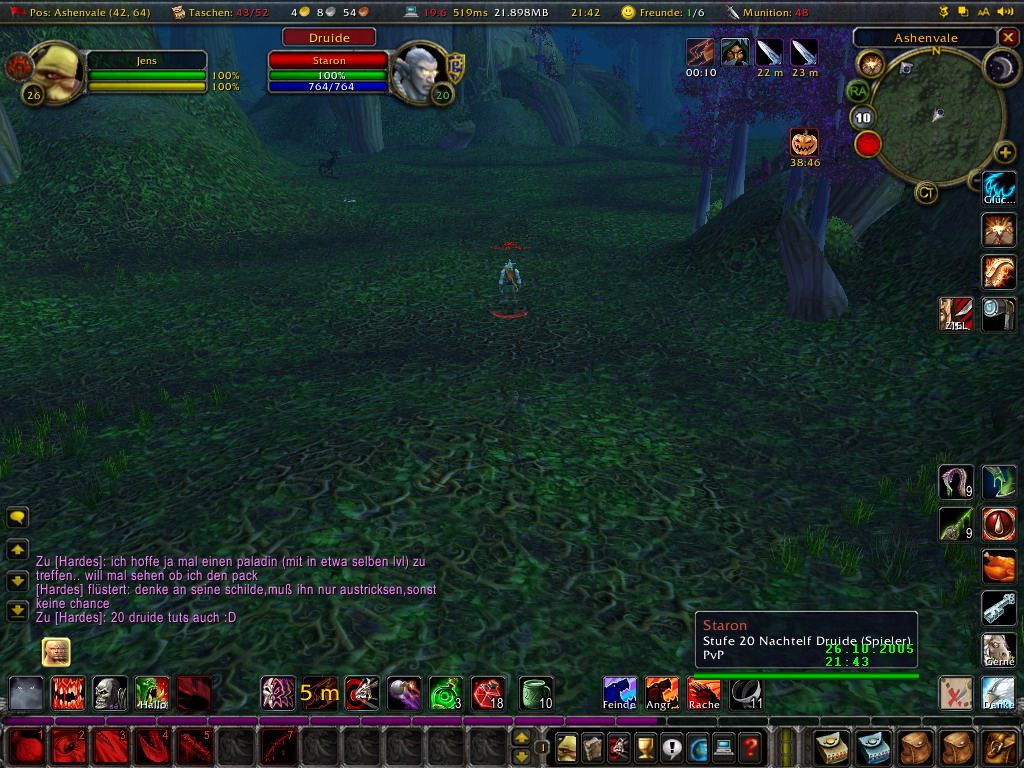 Pos: Ashenvale (42, 64) Taschen: 43/52 4 8 54 19.6 519ms 21.898MB 21:42 Freunde: 1/6 Munition: 48
Druide
Ashenvale
Jens
Staron
100%
100%
100%
764/764
26
20
00:10
22 m
23 m
N
RA
10
38:46
CT
Glüc...
ZIEL
Zu [Hardes]: ich hoffe ja mal einen paladin (mit in etwa selben lvl) zu
treffen.. will mal sehen ob ich den pack
[Hardes] flüstert: denke an seine schilde,muß ihn nur austricksen,sonst
keine chance
Zu [Hardes]: 20 druide tuts auch :D
9
9
Staron
Stufe 20 Nachtelf Druide (Spieler)
PvP
26.10.2005
21:43
Gerne
Hallo
5 m
3
18
10
Feinde
Angr...
Rache
11
Danke
1
2
3
4
5
7
1